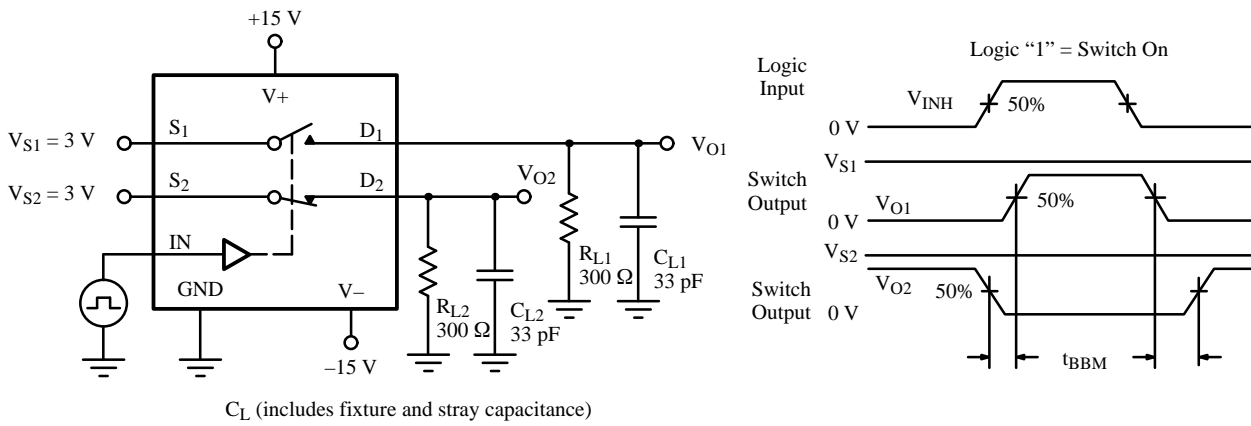 +15 V
V+
V_S1 = 3 V
S_1
D_1
V_O1
V_S2 = 3 V
S_2
D_2
V_O2
IN
GND
V–
–15 V
R_L1
300 Ω
C_L1
33 pF
R_L2
300 Ω
C_L2
33 pF
C_L (includes fixture and stray capacitance)
Logic “1” = Switch On
Logic
Input
V_INH
50%
0 V
V_S1
Switch
Output
V_O1
50%
0 V
V_S2
V_O2
Switch
Output
50%
0 V
t_BBM